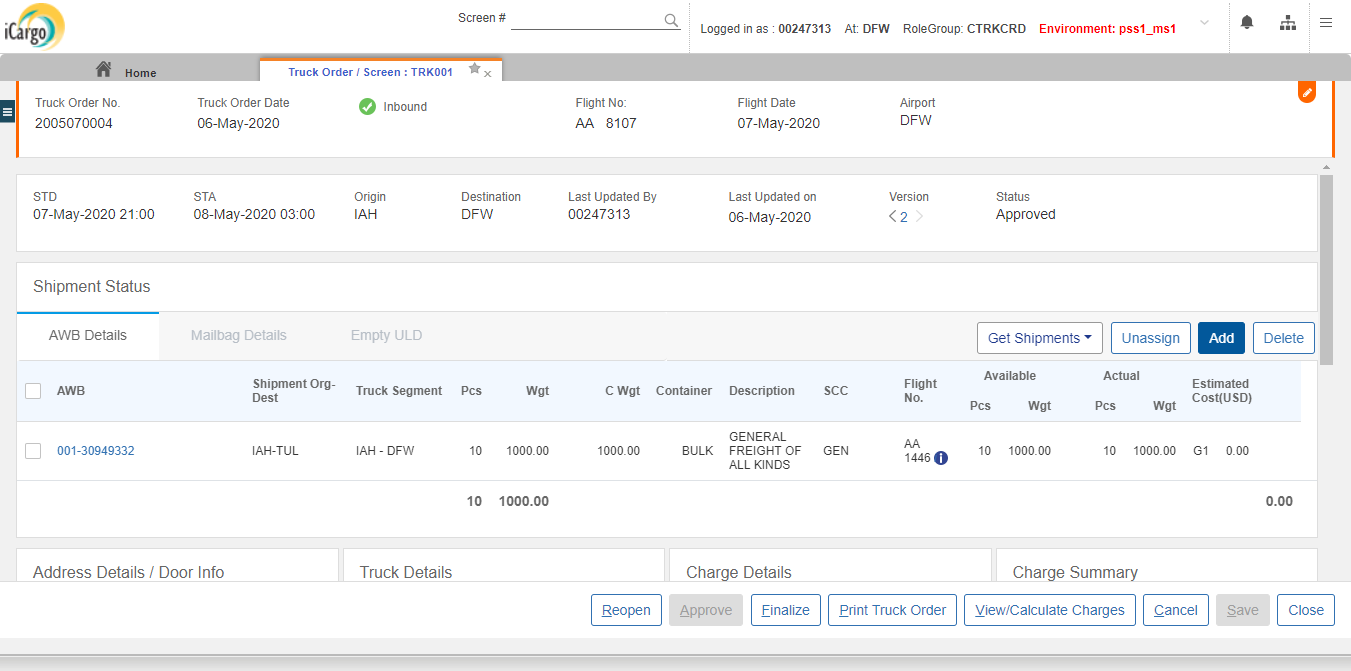 iCargo
Screen #
Logged in as : 00247313 At: DFW RoleGroup: CTRKCRD Environment: pss1_ms1
Home
Truck Order / Screen : TRK001
Truck Order No. Truck Order Date Inbound Flight No: Flight Date Airport
2005070004 06-May-2020 AA 8107 07-May-2020 DFW
STD STA Origin Destination Last Updated By Last Updated on Version Status
07-May-2020 21:00 08-May-2020 03:00 IAH DFW 00247313 06-May-2020 2 Approved
Shipment Status
AWB Details Mailbag Details Empty ULD Get Shipments Unassign Add Delete
AWB Shipment Org- Truck Segment Pcs Wgt C Wgt Container Description SCC Flight Available Actual Estimated
Dest No. Pcs Wgt Pcs Wgt Cost(USD)
GENERAL
001-30949332 IAH-TUL IAH - DFW 10 1000.00 1000.00 BULK FREIGHT OF GEN AA 10 1000.00 10 1000.00 G1 0.00
ALL KINDS 1446 i
10 1000.00 0.00
Address Details / Door Info Truck Details Charge Details Charge Summary
Reopen Approve Finalize Print Truck Order View/Calculate Charges Cancel Save Close